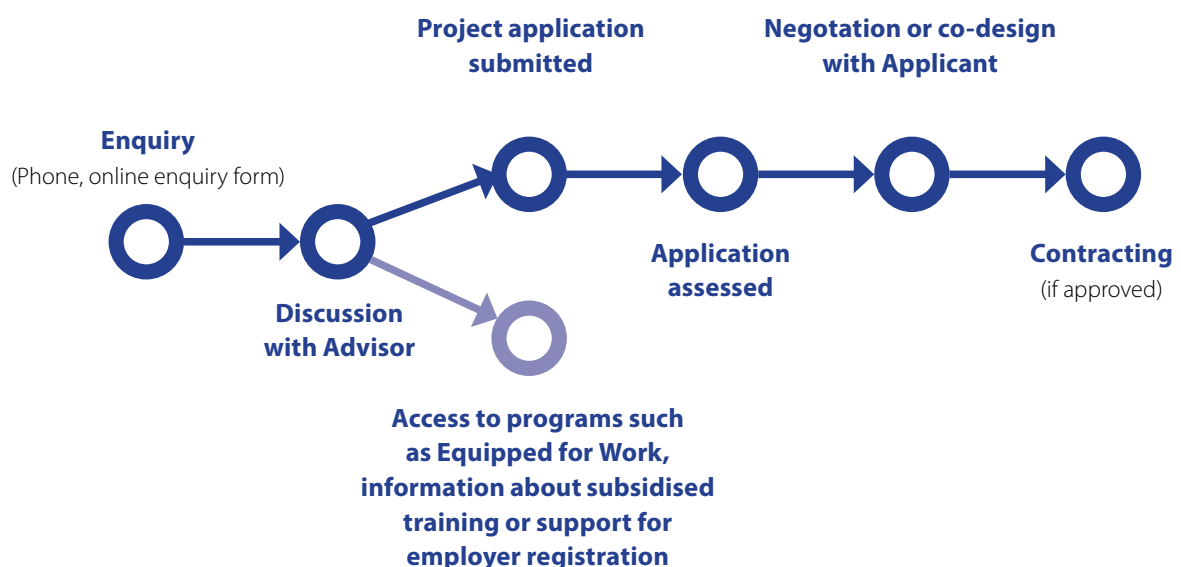 Enquiry
(Phone, online enquiry form)
Discussion
with Advisor
Project application
submitted
Application
assessed
Negotation or co-design
with Applicant
Contracting
(if approved)
Access to programs such
as Equipped for Work,
information about subsidised
training or support for
employer registration